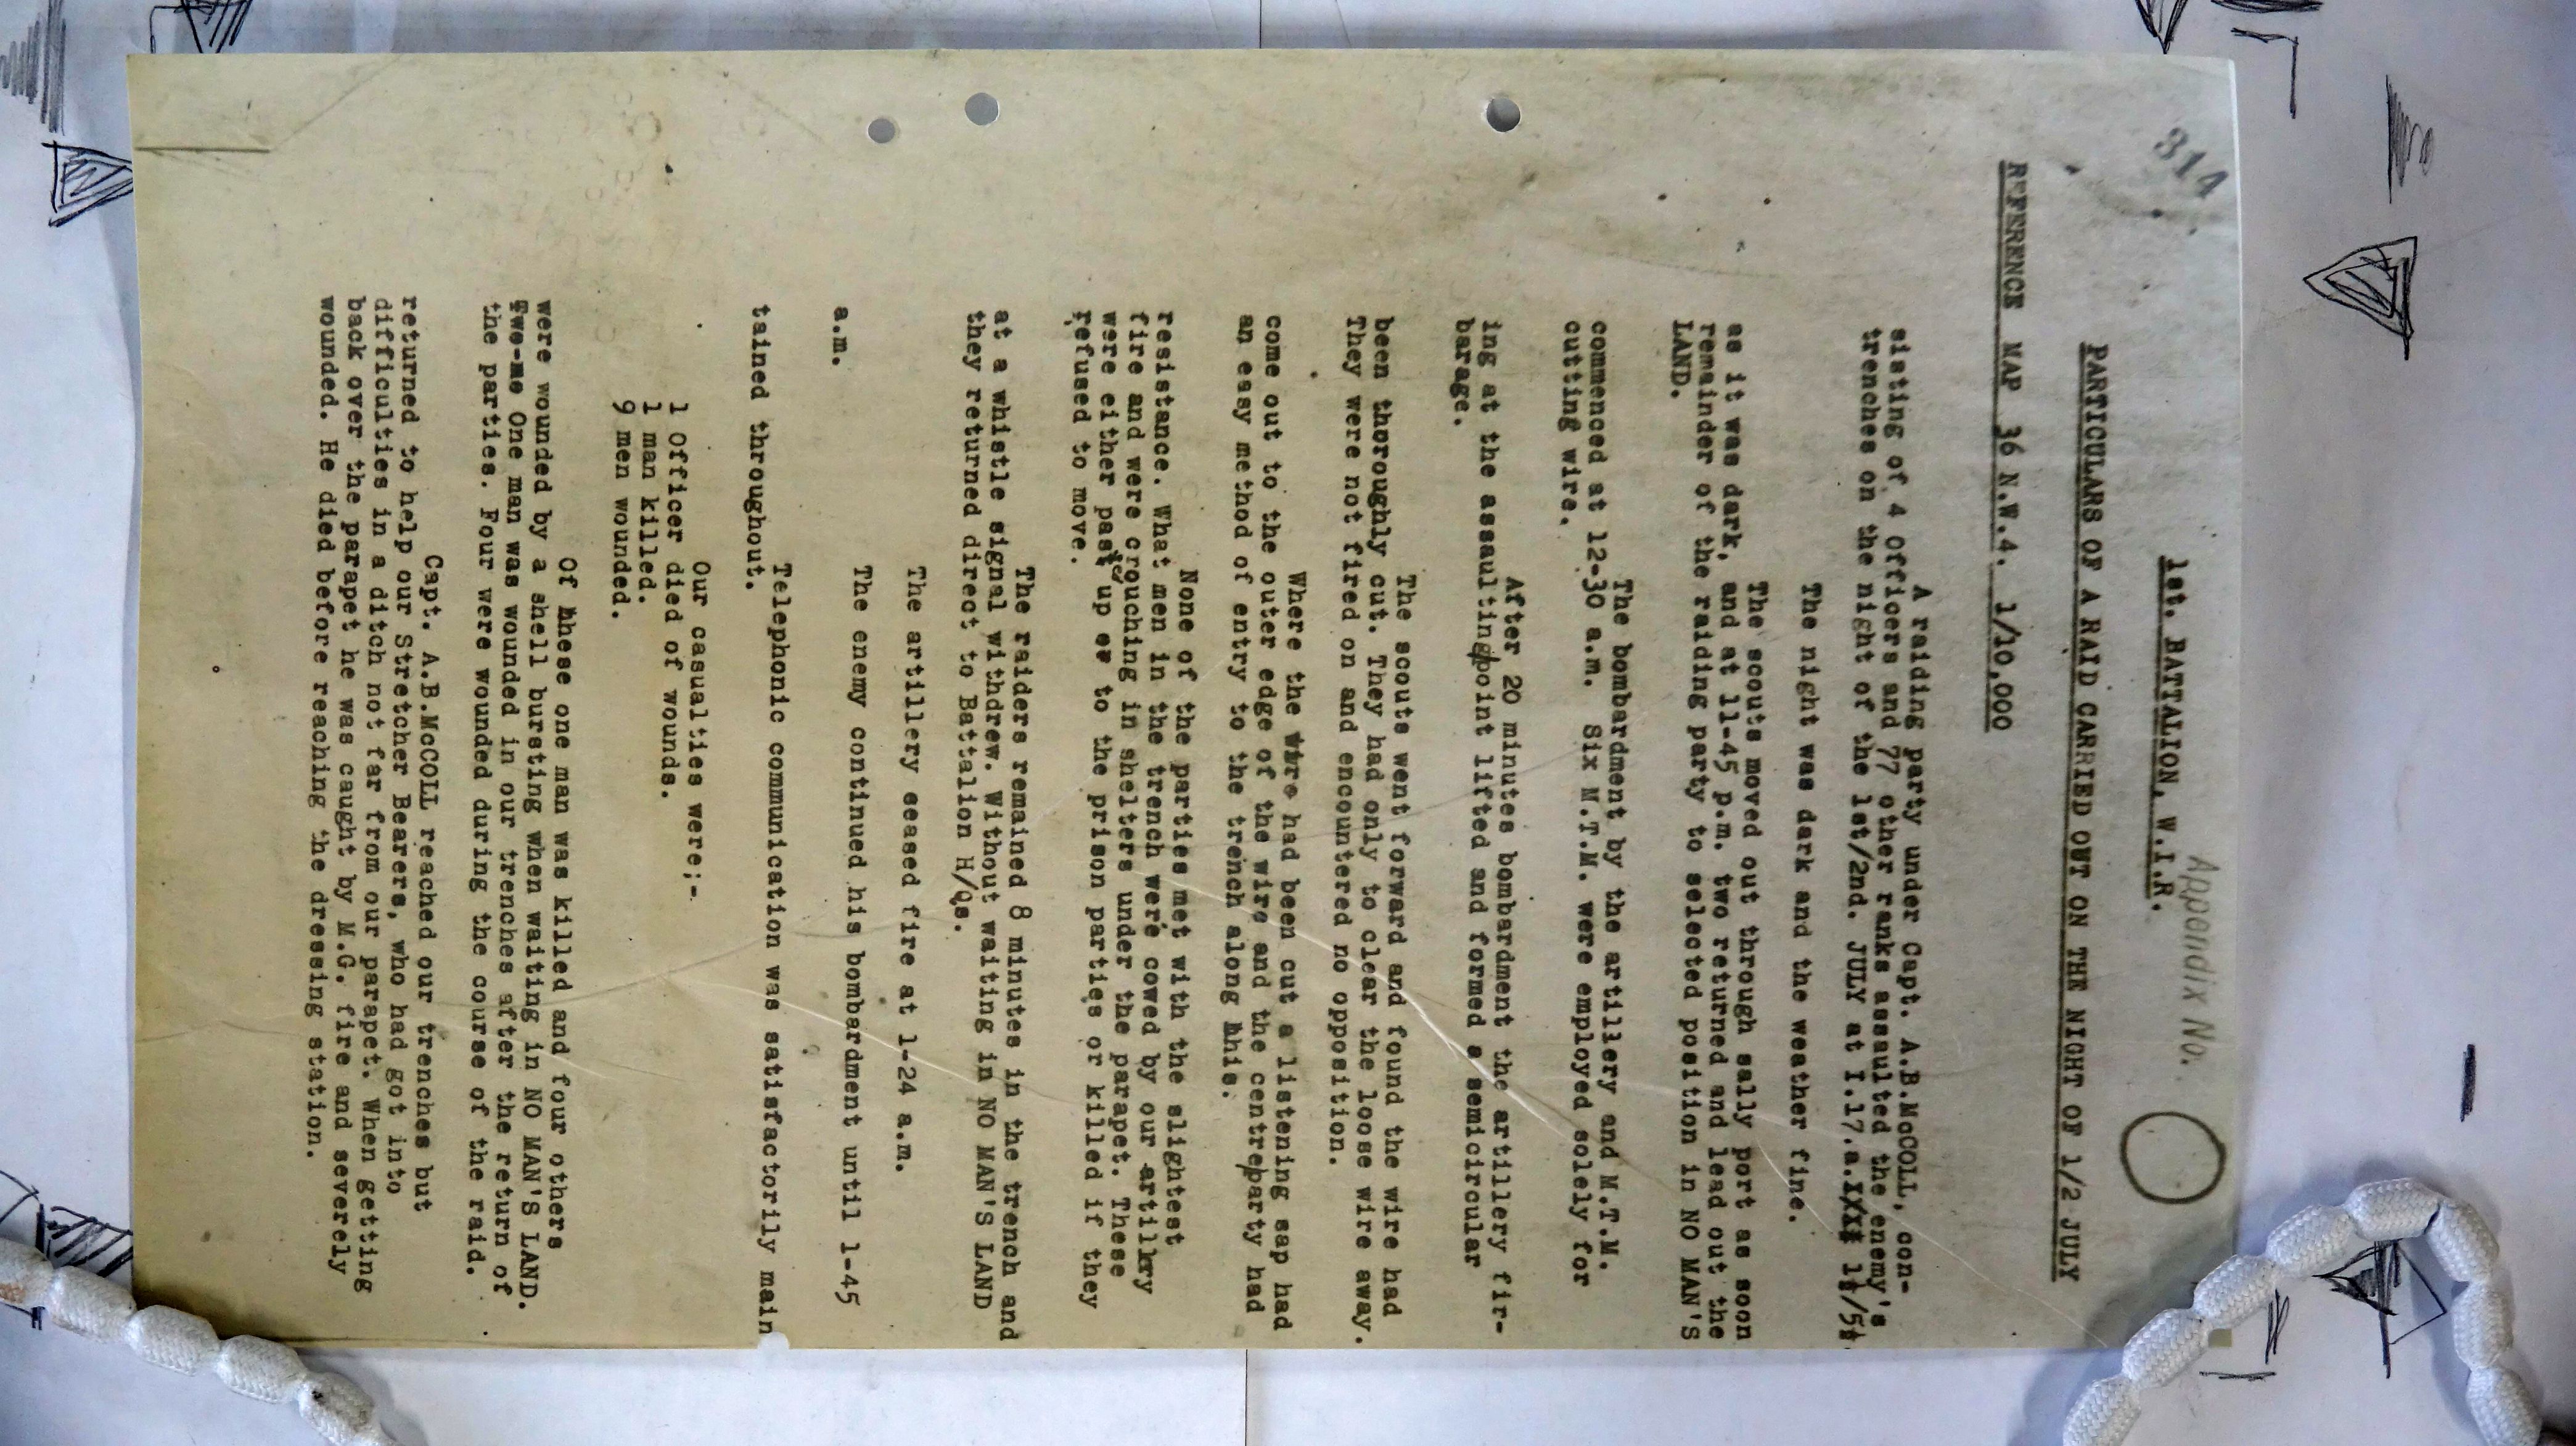 314
Appendix No.
1st. BATTALION, W.I.R.
PARTICULARS OF A RAID CARRIED OUT ON THE NIGHT OF 1/2 JULY
REFERENCE MAP 36 N.W.4. 1/10,000
A raiding party under Capt. A.B.McCOLL, con-
sisting of 4 Officers and 77 other ranks assaulted the enemy's
trenches on the night of the 1st/2nd. JULY at I.17.a.
The night was dark and the weather fine.
The scouts moved out through sally port as soon
as it was dark, and at 11-45 p.m. two returned and lead out the
remainder of the raiding party to selected position in NO MAN'S
LAND.
The bombardment by the artillery and M.T.M.
commenced at 12-30 a.m. Six M.T.M. were employed solely for
cutting wire.
After 20 minutes bombardment the artillery fir-
ing at the assaulting point lifted and formed a semicircular
barage.
The scouts went forward and found the wire had
been thoroughly cut. They had only to clear the loose wire away.
They were not fired on and encountered no opposition.
Where the wire had been cut a listening sap had
come out to the outer edge of the wire and the centre party had
an easy method of entry to the trench along this.
None of the parties met with the slightest
resistance. What men in the trench were cowed by our artillry
fire and were crouching in shelters under the parapet. These
were either past up er to the prison parties or killed if they
refused to move.
The raiders remained 8 minutes in the trench and
at a whistle signal withdrew. Without waiting in NO MAN'S LAND
they returned direct to Battalion H/Qs.
The artillery eased fire at 1-24 a.m.
The enemy continued his bombardment until 1-45
a.m.
Telephonic communication was satisfactorily main
tained throughout.
Our casualties were;-
1 Officer died of wounds.
1 man killed.
9 men wounded.
Of these one man was killed and four others
were wounded by a shell bursting when waiting in NO MAN'S LAND.
Twe-me One man was wounded in our trenches after the return of
the parties. Four were wounded during the course of the raid.
Capt. A.B.McCOLL reached our trenches but
returned to help our Stretcher Bearers, who had got into
difficulties in a ditch not far from our parapet. When getting
back over the parapet he was caught by M.G. fire and severely
wounded. He died before reaching the dressing station.